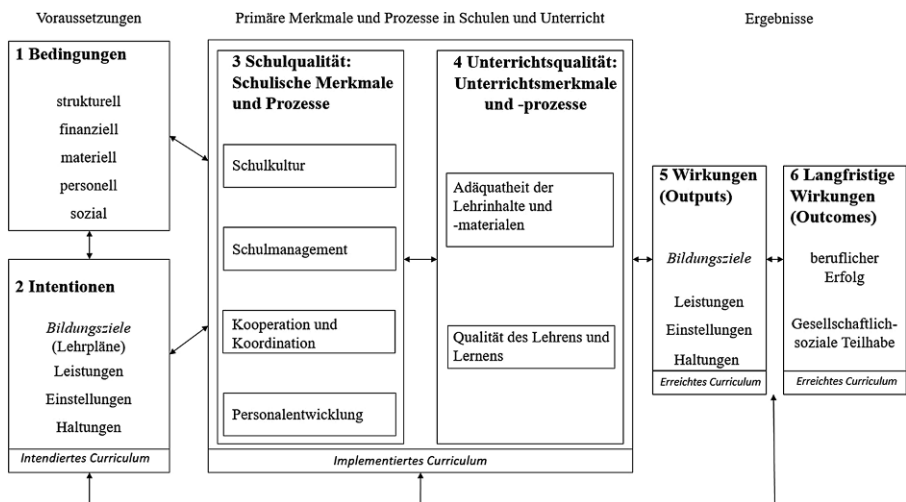 Voraussetzungen
Primäre Merkmale und Prozesse in Schulen und Unterricht
Ergebnisse
1 Bedingungen
strukturell
finanziell
materiell
personell
sozial
2 Intentionen
Bildungsziele
(Lehrpläne)
Leistungen
Einstellungen
Haltungen
Intendiertes Curriculum
3 Schulqualität:
Schulische Merkmale
und Prozesse
Schulkultur
Schulmanagement
Kooperation und
Koordination
Personalentwicklung
4 Unterrichtsqualität:
Unterrichtsmerkmale
und -prozesse
Adäquatheit der
Lehrinhalte und
-materialen
Qualität des Lehrens und
Lernens
Implementiertes Curriculum
5 Wirkungen
(Outputs)
Bildungsziele
Leistungen
Einstellungen
Haltungen
Erreichtes Curriculum
6 Langfristige
Wirkungen
(Outcomes)
beruflicher
Erfolg
Gesellschaftlich-
soziale Teilhabe
Erreichtes Curriculum